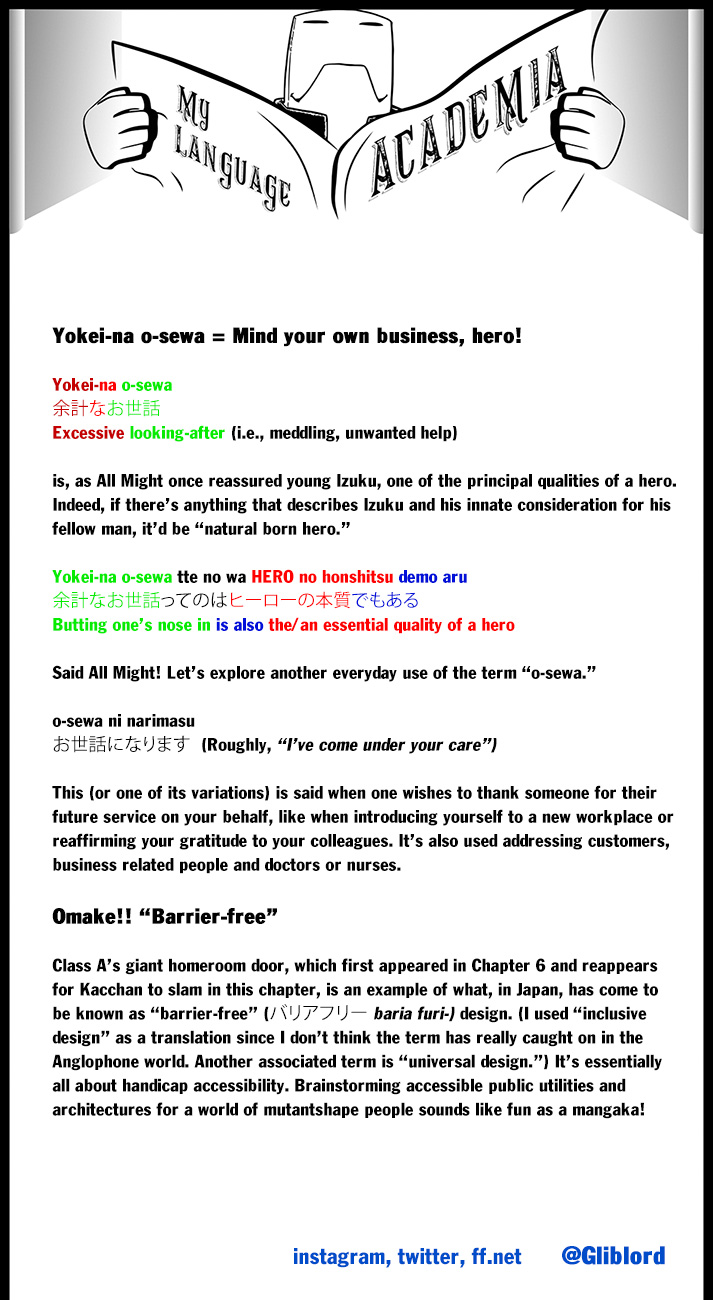 MY
LANGUAGE
ACADEMIA
Yokei-na o-sewa = Mind your own business, hero!
Yokei-na o-sewa
余計なお世話
Excessive looking-after (i.e., meddling, unwanted help)
is, as All Might once reassured young Izuku, one of the principal qualities of a hero.
Indeed, if there's anything that describes Izuku and his innate consideration for his
fellow man, it'd be “natural born hero.”
Yokei-na o-sewa tte no wa HERO no honshitsu demo aru
余計なお世話ってのはヒーローの本質でもある
Butting one's nose in is also the/an essential quality of a hero
Said All Might! Let's explore another everyday use of the term “o-sewa.”
o-sewa ni narimasu
お世話になります (Roughly, “I've come under your care”)
This (or one of its variations) is said when one wishes to thank someone for their
future service on your behalf, like when introducing yourself to a new workplace or
reaffirming your gratitude to your colleagues. It's also used addressing customers,
business related people and doctors or nurses.
Omake!! “Barrier-free”
Class A's giant homeroom door, which first appeared in Chapter 6 and reappears
for Kacchan to slam in this chapter, is an example of what, in Japan, has come to
be known as “barrier-free” (バリアフリー baria furi-) design. (I used “inclusive
design” as a translation since I don't think the term has really caught on in the
Anglophone world. Another associated term is “universal design.”) It's essentially
all about handicap accessibility. Brainstorming accessible public utilities and
architectures for a world of mutantshape people sounds like fun as a mangaka!
instagram, twitter, ff.net @Gliblord